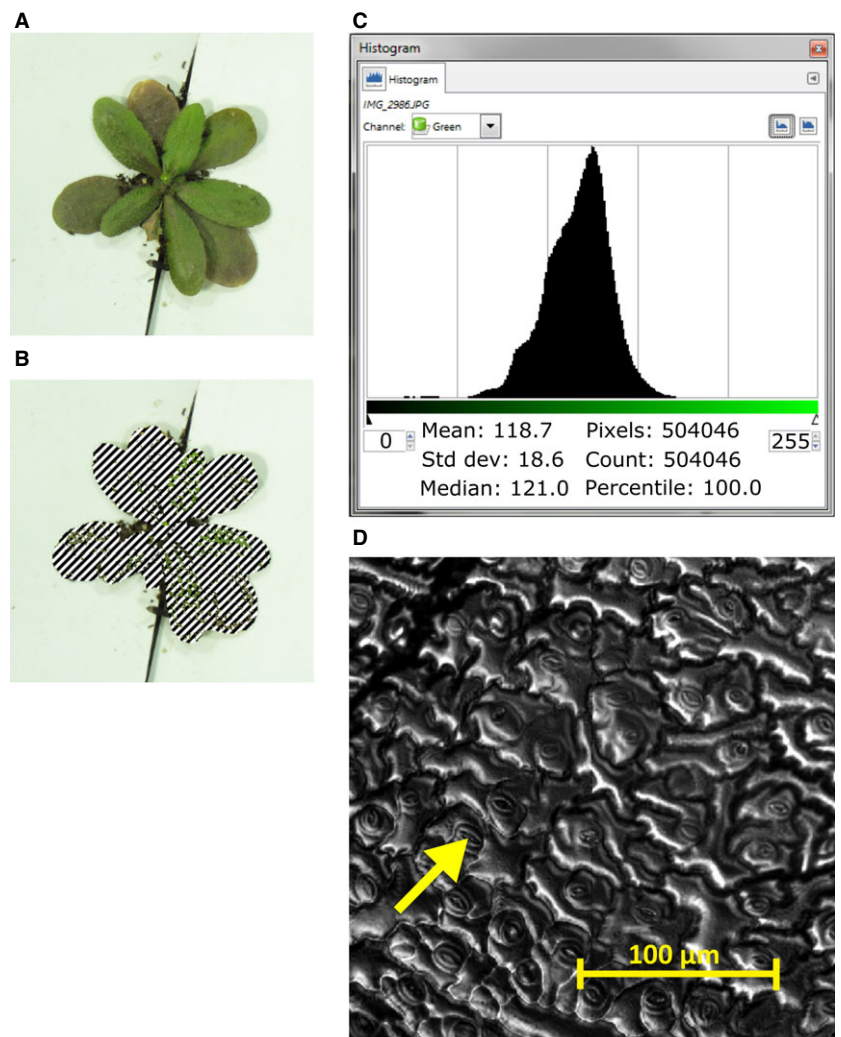 A
B
C
Histogram
Histogram
IMG_2986.JPG
Channel: Green
0
255
Mean: 118.7 Pixels: 504046
Std dev: 18.6 Count: 504046
Median: 121.0 Percentile: 100.0
D
100 µm